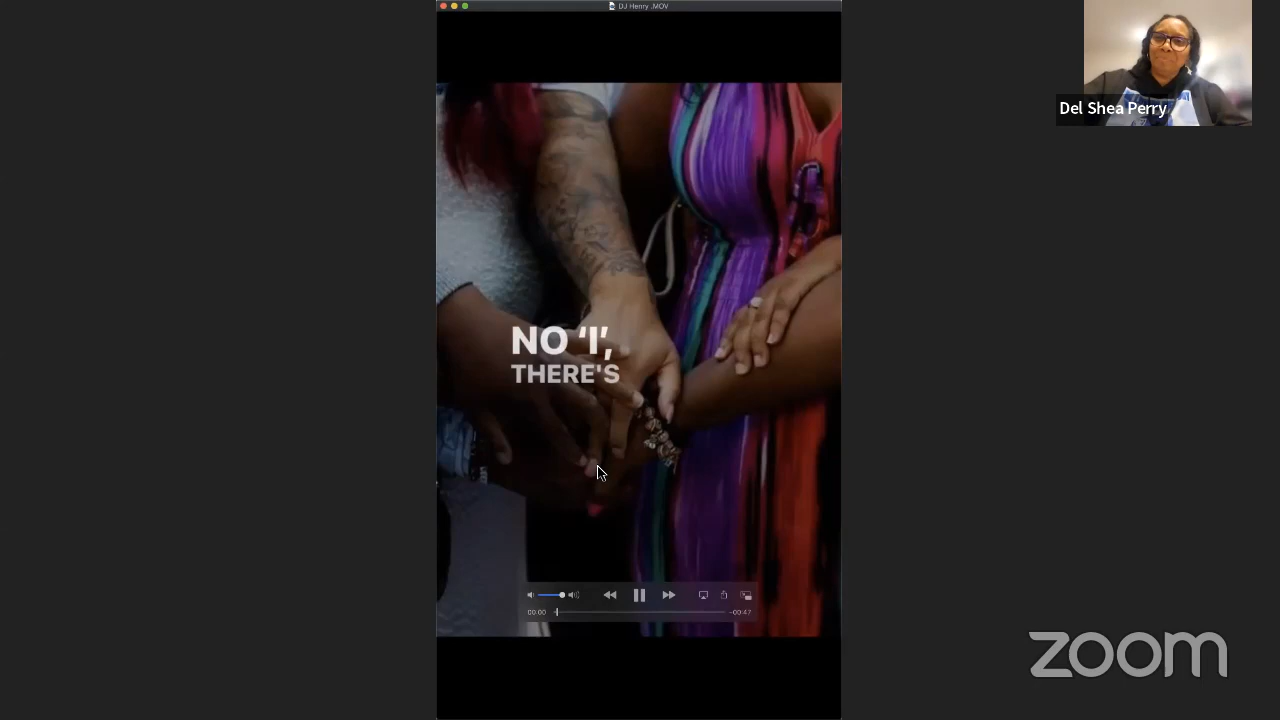 DJ Henry .MOV
Del Shea Perry
NO ‘I’,
THERE'S
00:00
-00:47
zoom